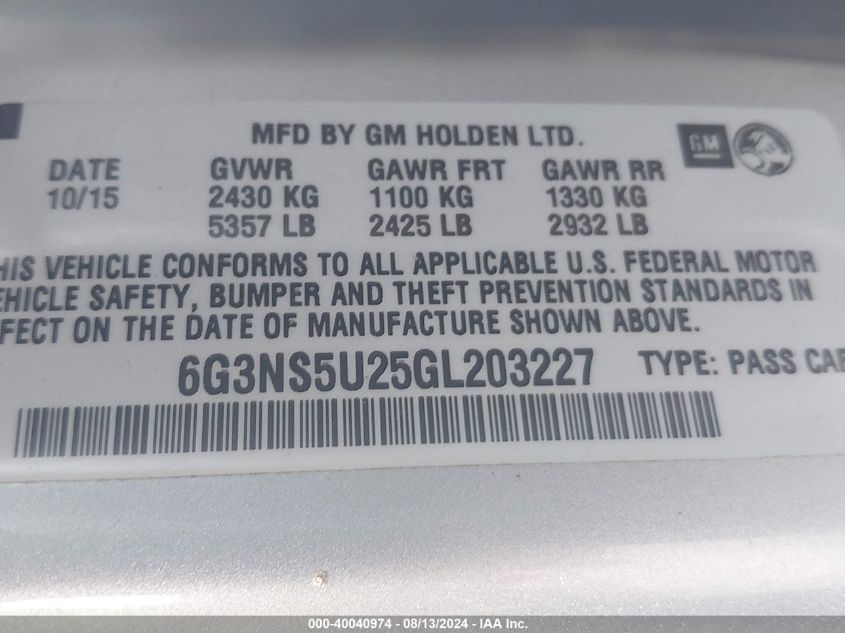 MFD BY GM HOLDEN LTD. GM
DATE GVWR GAWR FRT GAWR RR
10/15 2430 KG 1100 KG 1330 KG
5357 LB 2425 LB 2932 LB
HIS VEHICLE CONFORMS TO ALL APPLICABLE U.S. FEDERAL MOTOR
EHICLE SAFETY, BUMPER AND THEFT PREVENTION STANDARDS IN
FECT ON THE DATE OF MANUFACTURE SHOWN ABOVE.
6G3NS5U25GL203227 TYPE: PASS CAR
000-40040974 - 08/13/2024 - IAA Inc.